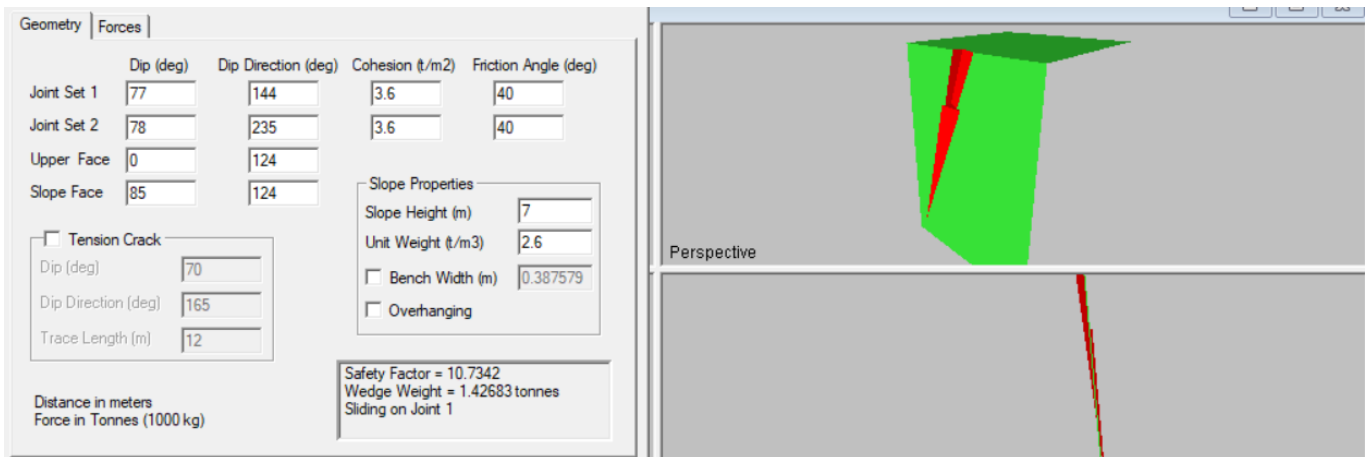 Geometry Forces
Dip (deg) Dip Direction (deg) Cohesion (t/m2) Friction Angle (deg)
Joint Set 1 77 144 3.6 40
Joint Set 2 78 235 3.6 40
Upper Face 0 124
Slope Face 85 124
Slope Properties
Slope Height (m) 7
Unit Weight (t/m3) 2.6
Bench Width (m) 0.387579
Overhanging
Tension Crack
Dip (deg) 70
Dip Direction (deg) 165
Trace Length (m) 12
Safety Factor = 10.7342
Wedge Weight = 1.42683 tonnes
Sliding on Joint 1
Distance in meters
Force in Tonnes (1000 kg)
Perspective